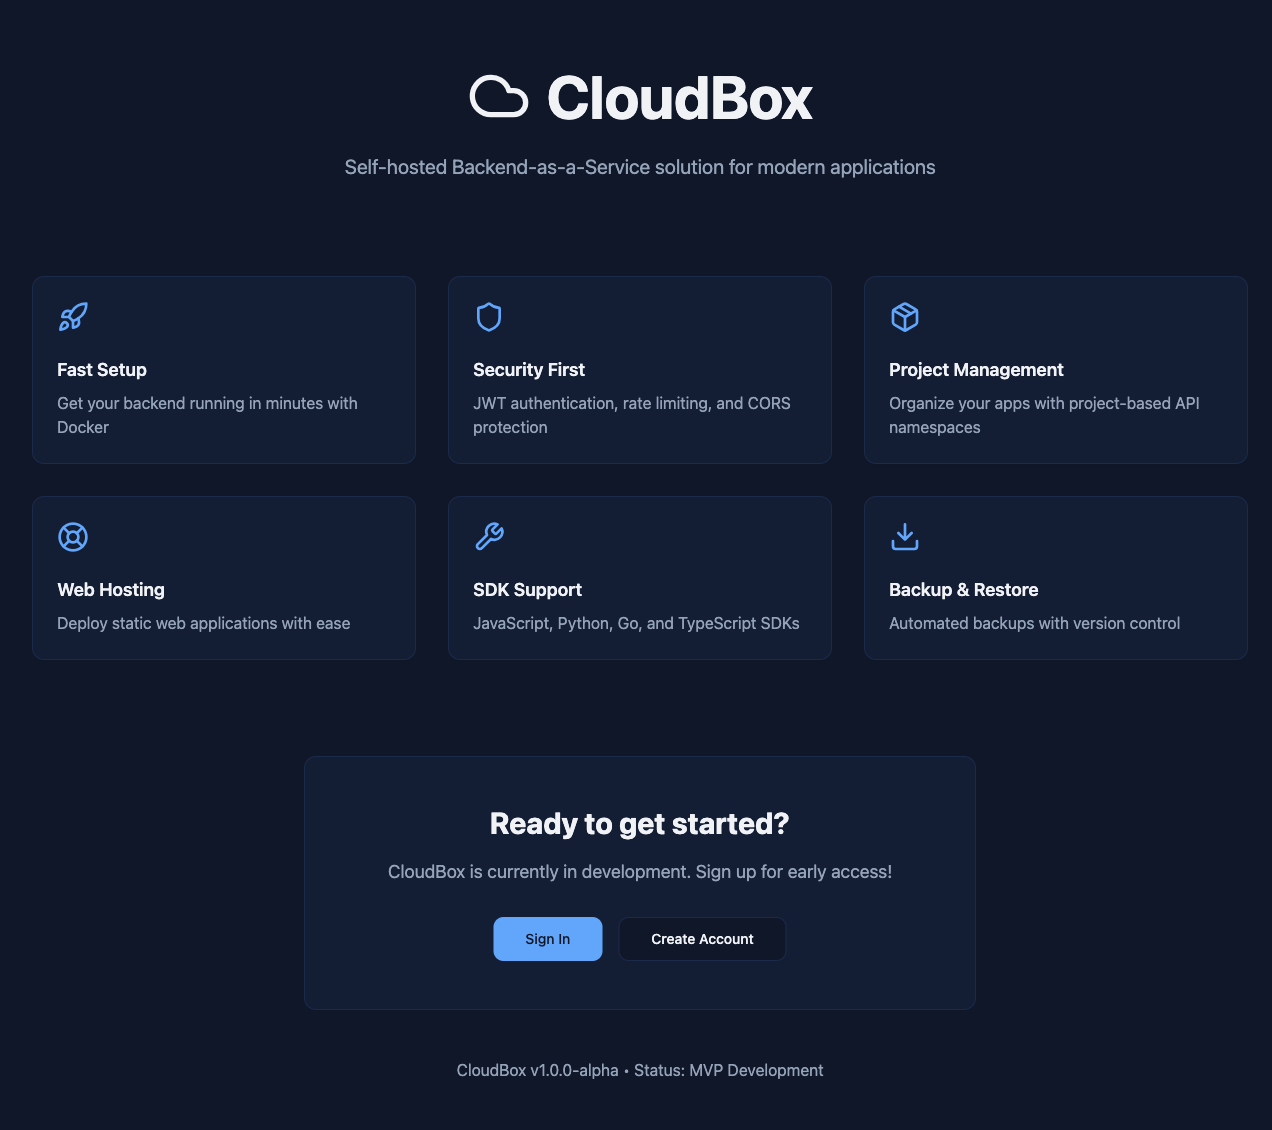 CloudBox
Self-hosted Backend-as-a-Service solution for modern applications
Fast Setup
Get your backend running in minutes with
Docker
Security First
JWT authentication, rate limiting, and CORS
protection
Project Management
Organize your apps with project-based API
namespaces
Web Hosting
Deploy static web applications with ease
SDK Support
JavaScript, Python, Go, and TypeScript SDKs
Backup & Restore
Automated backups with version control
Ready to get started?
CloudBox is currently in development. Sign up for early access!
Sign In
Create Account
CloudBox v1.0.0-alpha • Status: MVP Development